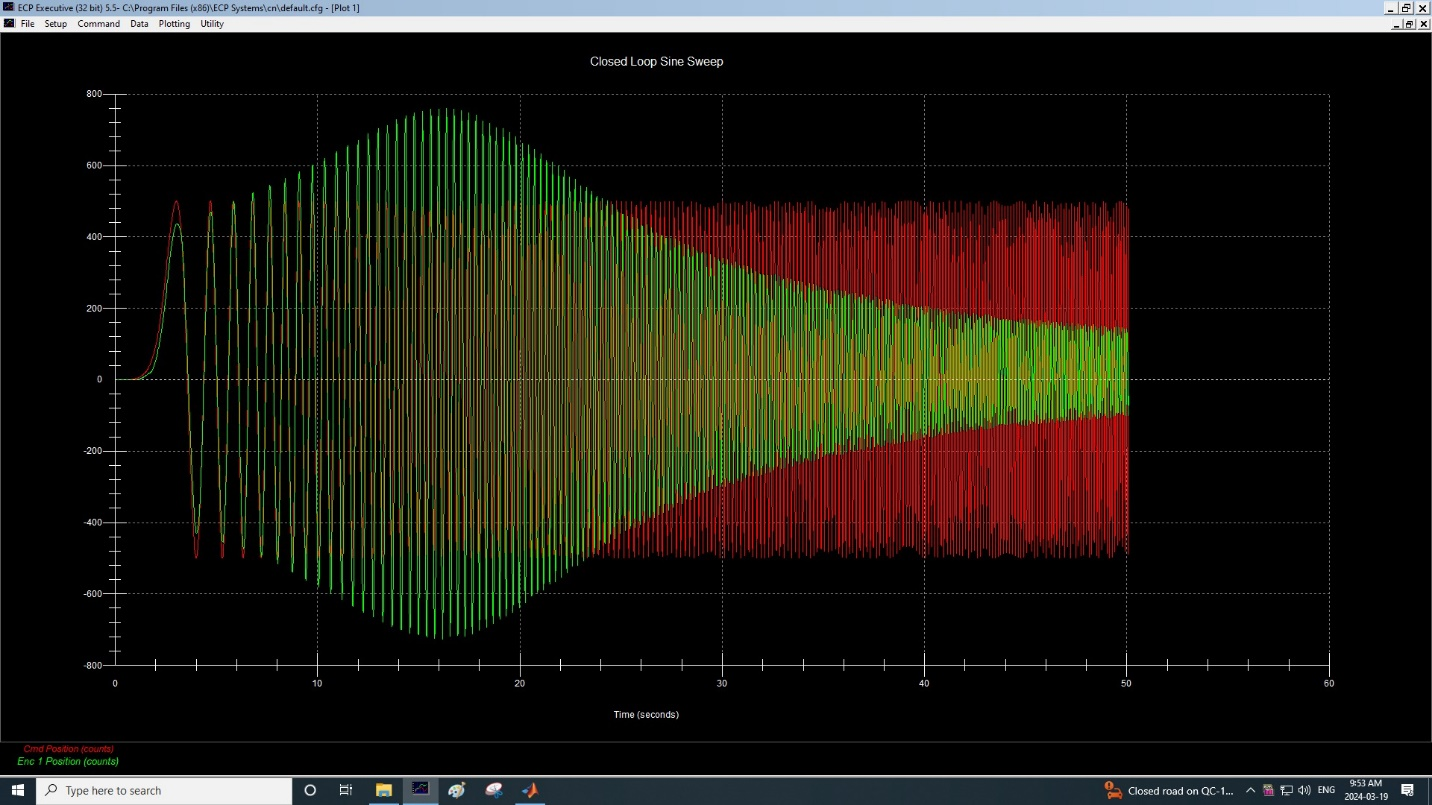 ECP Executive (32 bit) 5.5- C:\Program Files (x86)\ECP Systems\cn\default.cfg - [Plot 1]
File Setup Command Data Plotting Utility
Closed Loop Sine Sweep
800
600
400
200
0
-200
-400
-600
-800
0 10 20 30 40 50 60
Time (seconds)
Cmd Position (counts)
Enc 1 Position (counts)
Type here to search
Closed road on QC-1...
ENG
9:53 AM
2024-03-19